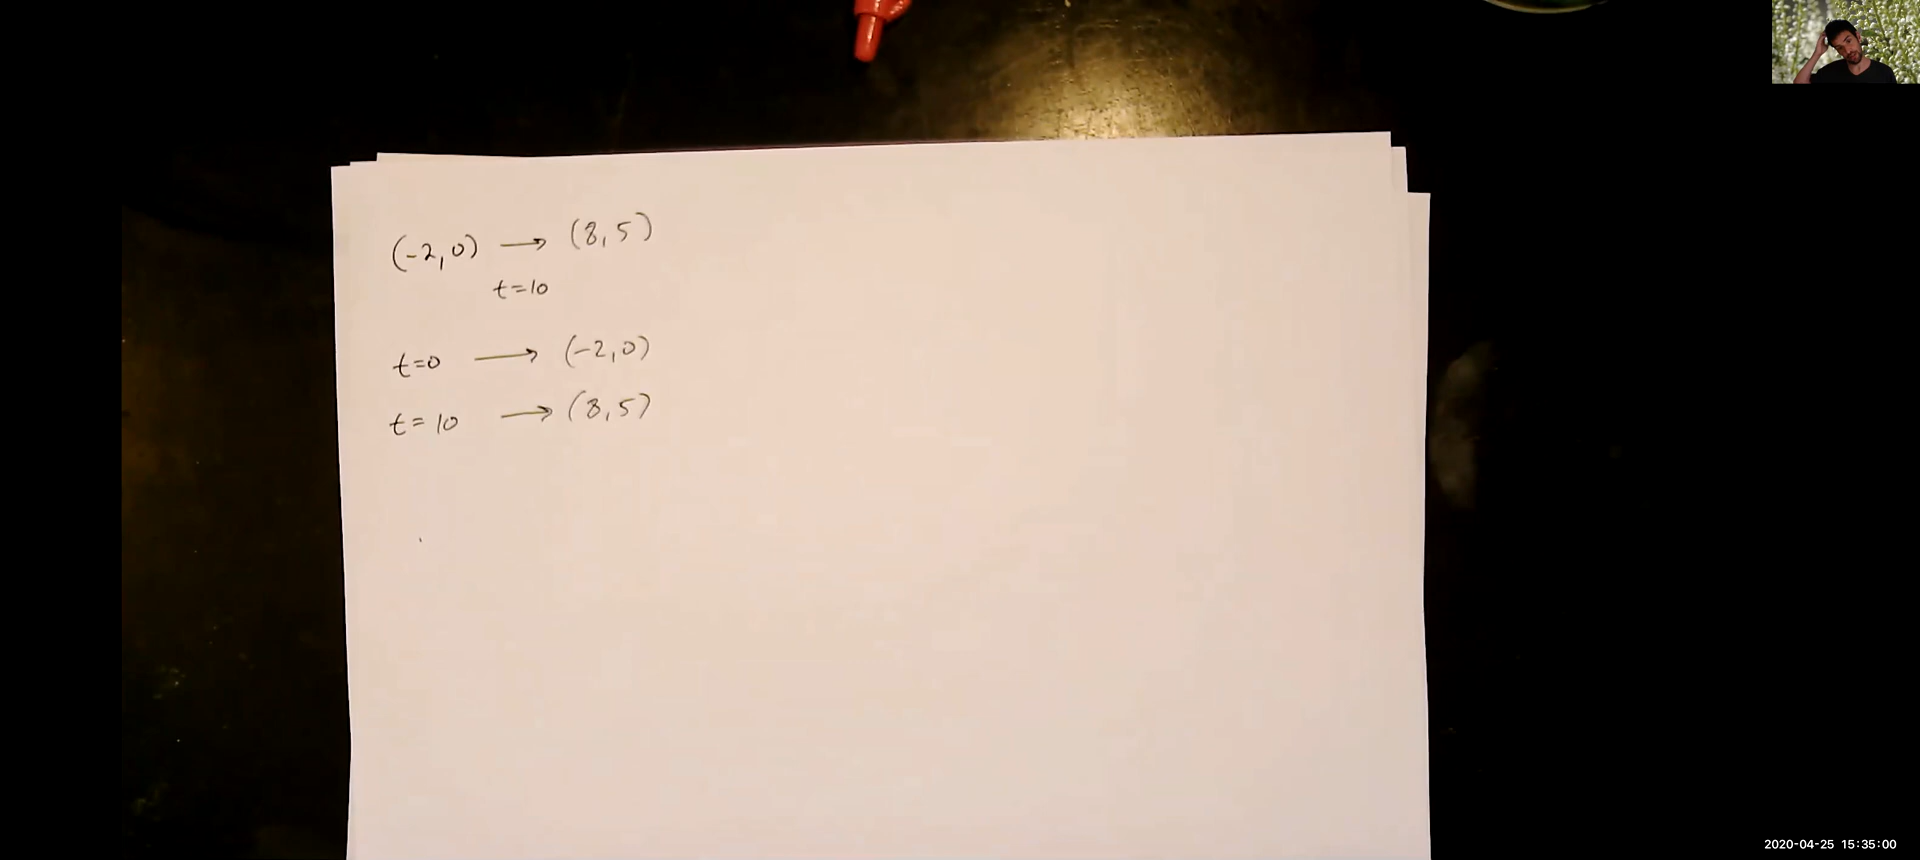 (-2,0) → (8,5)
t=10
t=0 → (-2,0)
t=10 → (8,5)
2020-04-25 15:35:00